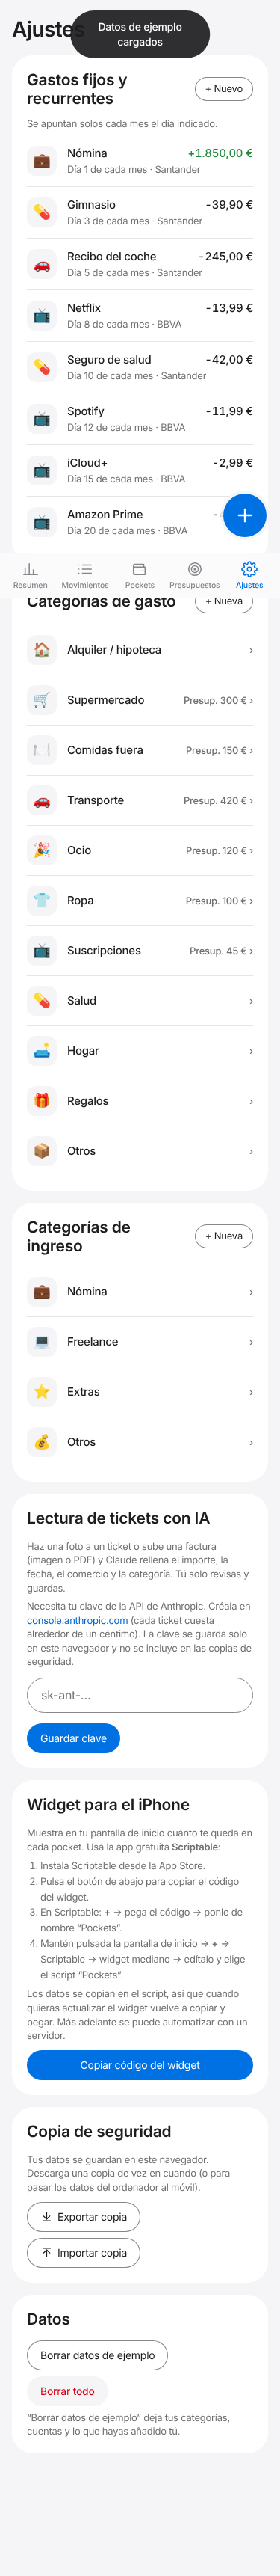 Ajustes
Datos de ejemplo
cargados
Gastos fijos y
recurrentes
+ Nuevo
Se apuntan solos cada mes el día indicado.
Nómina
+1.850,00 €
Día 1 de cada mes · Santander
Gimnasio
-39,90 €
Día 3 de cada mes · Santander
Recibo del coche
-245,00 €
Día 5 de cada mes · Santander
Netflix
-13,99 €
Día 8 de cada mes · BBVA
Seguro de salud
-42,00 €
Día 10 de cada mes · Santander
Spotify
-11,99 €
Día 12 de cada mes · BBVA
iCloud+
-2,99 €
Día 15 de cada mes · BBVA
Amazon Prime
Día 20 de cada mes · BBVA
Resumen
Movimientos
Pockets
Presupuestos
Ajustes
Categorías de gasto
+ Nueva
Alquiler / hipoteca
›
Supermercado
Presup. 300 € ›
Comidas fuera
Presup. 150 € ›
Transporte
Presup. 420 € ›
Ocio
Presup. 120 € ›
Ropa
Presup. 100 € ›
Suscripciones
Presup. 45 € ›
Salud
›
Hogar
›
Regalos
›
Otros
›
Categorías de
ingreso
+ Nueva
Nómina
›
Freelance
›
Extras
›
Otros
›
Lectura de tickets con IA
Haz una foto a un ticket o sube una factura
(imagen o PDF) y Claude rellena el importe, la
fecha, el comercio y la categoría. Tú solo revisas y
guardas.
Necesita tu clave de la API de Anthropic. Créala en
console.anthropic.com (cada ticket cuesta
alrededor de un céntimo). La clave se guarda solo
en este navegador y no se incluye en las copias de
seguridad.
sk-ant-...
Guardar clave
Widget para el iPhone
Muestra en tu pantalla de inicio cuánto te queda en
cada pocket. Usa la app gratuita Scriptable:
1. Instala Scriptable desde la App Store.
2. Pulsa el botón de abajo para copiar el código
del widget.
3. En Scriptable: + → pega el código → ponle de
nombre “Pockets”.
4. Mantén pulsada la pantalla de inicio → + →
Scriptable → widget mediano → edítalo y elige
el script “Pockets”.
Los datos se copian en el script, así que cuando
quieras actualizar el widget vuelve a copiar y
pegar. Más adelante se puede automatizar con un
servidor.
Copiar código del widget
Copia de seguridad
Tus datos se guardan en este navegador.
Descarga una copia de vez en cuando (o para
pasar los datos del ordenador al móvil).
Exportar copia
Importar copia
Datos
Borrar datos de ejemplo
Borrar todo
“Borrar datos de ejemplo” deja tus categorías,
cuentas y lo que hayas añadido tú.